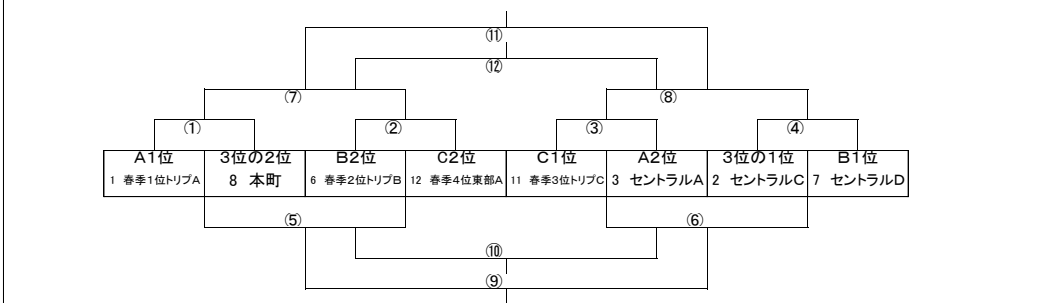 ⑪
⑫
⑦ ⑧
① ② ③ ④
A1位 3位の2位 B2位 C2位 C1位 A2位 3位の1位 B1位
1 春季1位トリプA 8 本町 6 春季2位トリプB 12 春季4位東部A 11 春季3位トリプC 3 セントラルA 2 セントラルC 7 セントラルD
⑤ ⑥
⑩
⑨